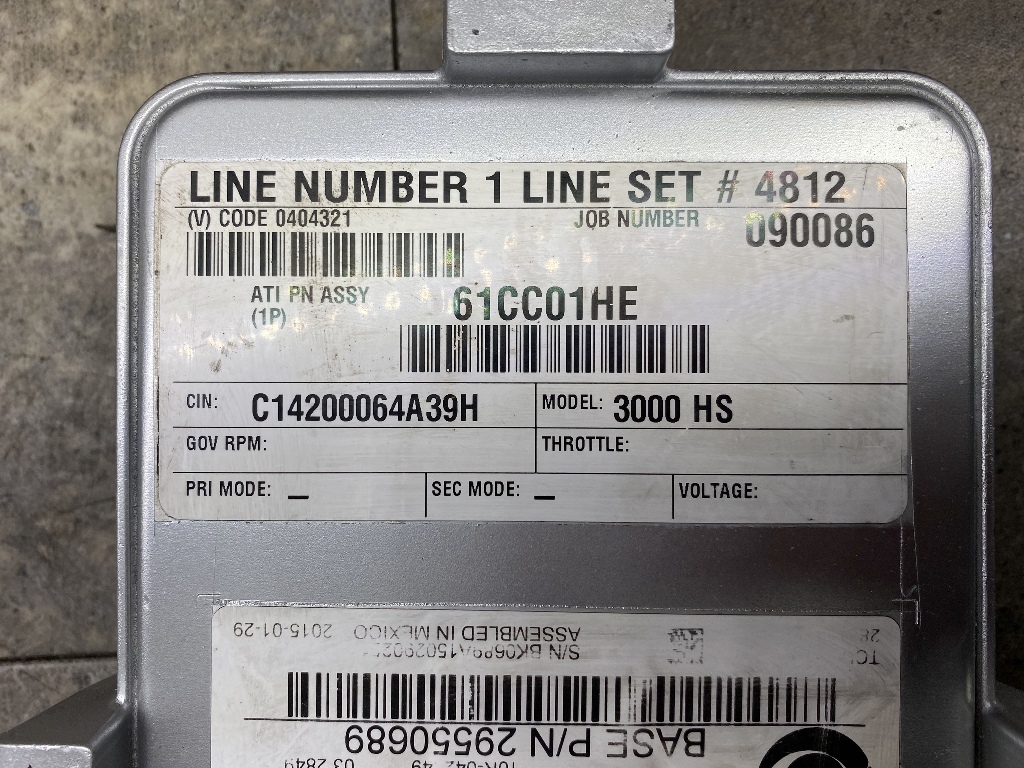 LINE NUMBER 1 LINE SET # 4812
(V) CODE 0404321 JOB NUMBER 090086
ATI PN ASSY 61CC01HE
(1P)
CIN: C14200064A39H MODEL: 3000 HS
GOV RPM: THROTTLE:
PRI MODE: – SEC MODE: – VOLTAGE:
BASE P/N 29550689
ASSEMBLED IN MEXICO 2015-01-29